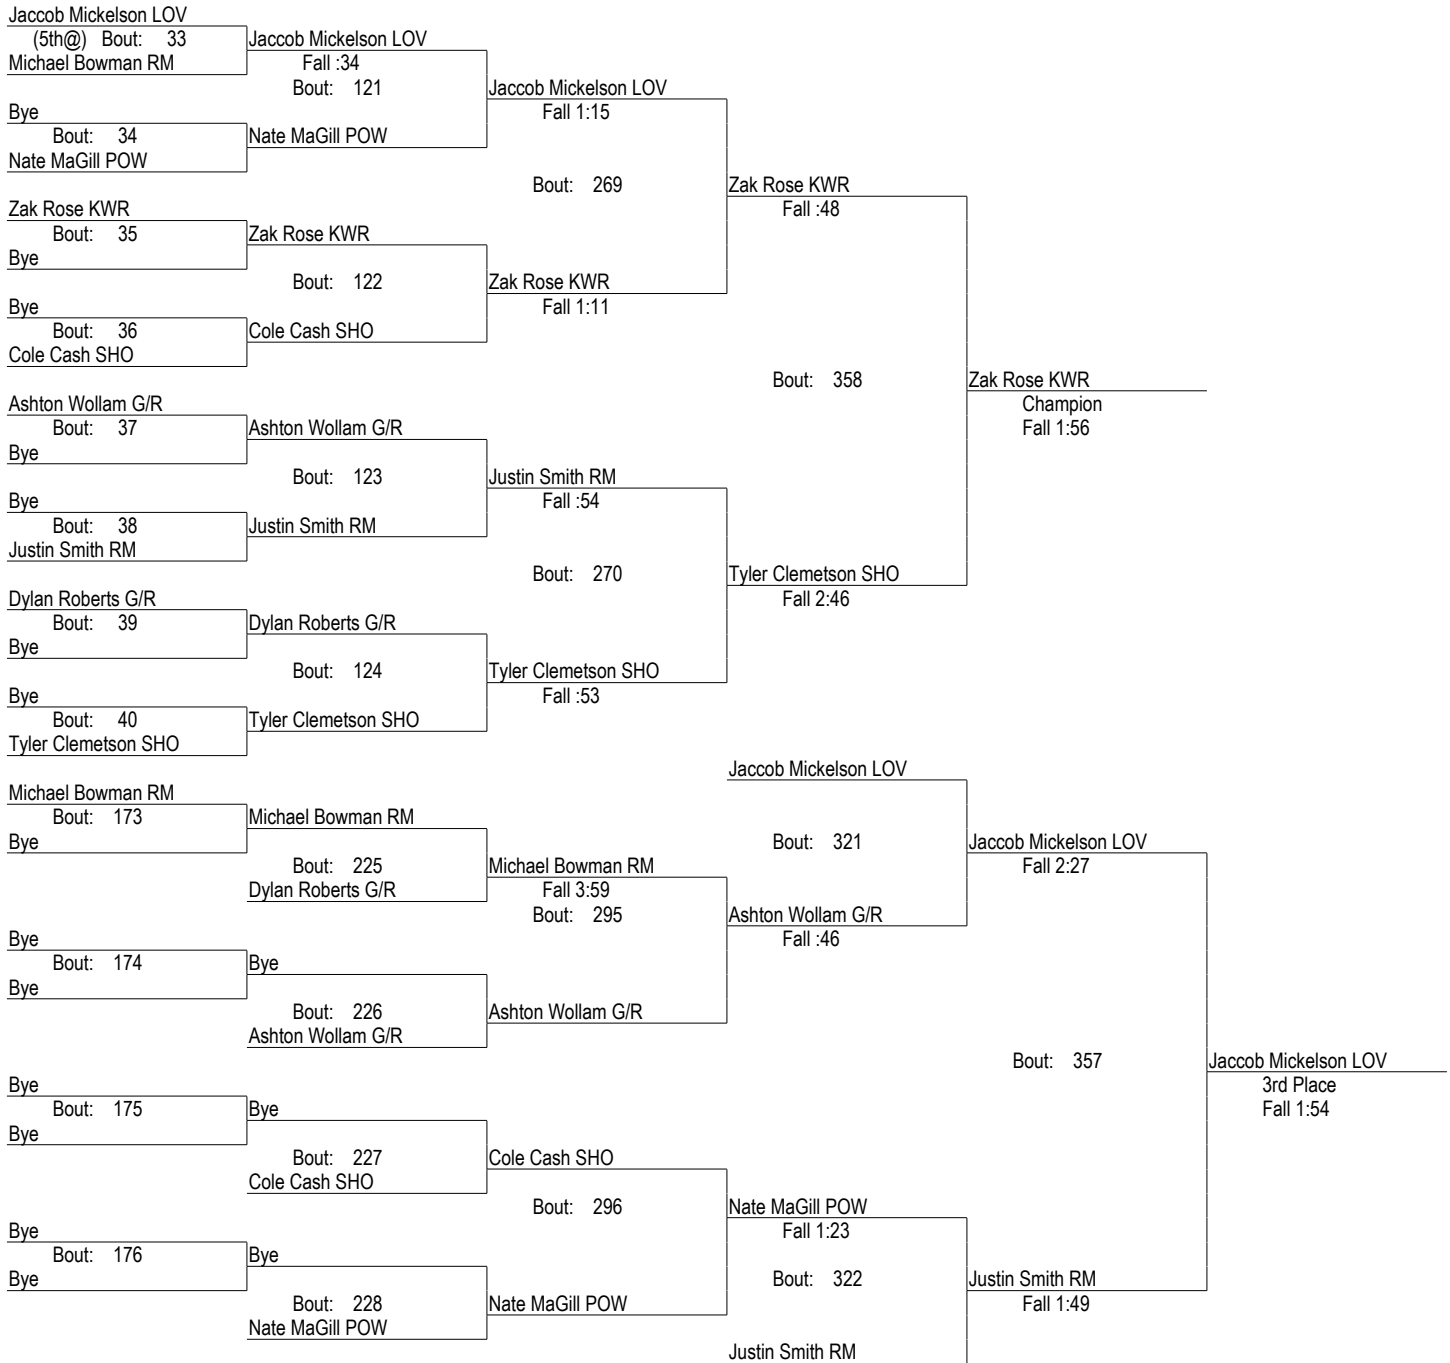 Jaccob Mickelson LOV
(5th@) Bout: 33
Michael Bowman RM
Bye
Bout: 34
Nate MaGill POW
Zak Rose KWR
Bout: 35
Bye
Bye
Bout: 36
Cole Cash SHO
Ashton Wollam G/R
Bout: 37
Bye
Bye
Bout: 38
Justin Smith RM
Dylan Roberts G/R
Bout: 39
Bye
Bye
Bout: 40
Tyler Clemetson SHO
Jaccob Mickelson LOV
Fall :34
Bout: 121
Nate MaGill POW
Zak Rose KWR
Bout: 122
Cole Cash SHO
Ashton Wollam G/R
Bout: 123
Justin Smith RM
Dylan Roberts G/R
Bout: 124
Tyler Clemetson SHO
Jaccob Mickelson LOV
Fall 1:15
Bout: 269
Zak Rose KWR
Fall 1:11
Justin Smith RM
Fall :54
Bout: 270
Tyler Clemetson SHO
Fall :53
Zak Rose KWR
Fall :48
Bout: 358
Tyler Clemetson SHO
Fall 2:46
Zak Rose KWR
Champion
Fall 1:56
Michael Bowman RM
Bout: 173
Bye
Bye
Bout: 174
Bye
Bye
Bout: 175
Bye
Bye
Bout: 176
Bye
Michael Bowman RM
Bout: 225
Dylan Roberts G/R
Bye
Bout: 226
Ashton Wollam G/R
Bye
Bout: 227
Cole Cash SHO
Bye
Bout: 228
Nate MaGill POW
Michael Bowman RM
Fall 3:59
Bout: 295
Ashton Wollam G/R
Cole Cash SHO
Bout: 296
Nate MaGill POW
Jaccob Mickelson LOV
Bout: 321
Ashton Wollam G/R
Fall :46
Nate MaGill POW
Fall 1:23
Bout: 322
Justin Smith RM
Jaccob Mickelson LOV
Fall 2:27
Bout: 357
Justin Smith RM
Fall 1:49
Jaccob Mickelson LOV
3rd Place
Fall 1:54